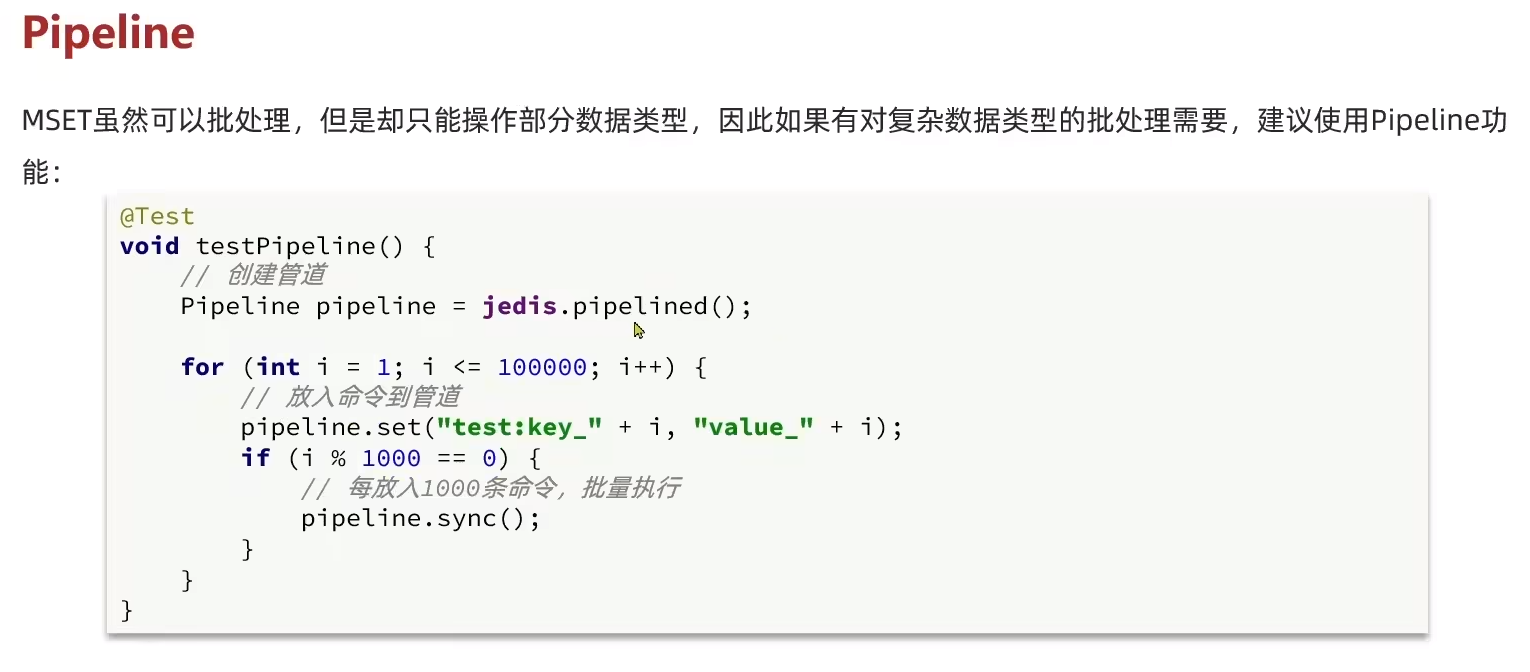 Pipeline
MSET虽然可以批处理，但是却只能操作部分数据类型，因此如果有对复杂数据类型的批处理需要，建议使用Pipeline功
能：
@Test
void testPipeline() {
    // 创建管道
    Pipeline pipeline = jedis.pipelined();
    for (int i = 1; i <= 100000; i++) {
        // 放入命令到管道
        pipeline.set("test:key_" + i, "value_" + i);
        if (i % 1000 == 0) {
            // 每放入1000条命令，批量执行
            pipeline.sync();
        }
    }
}